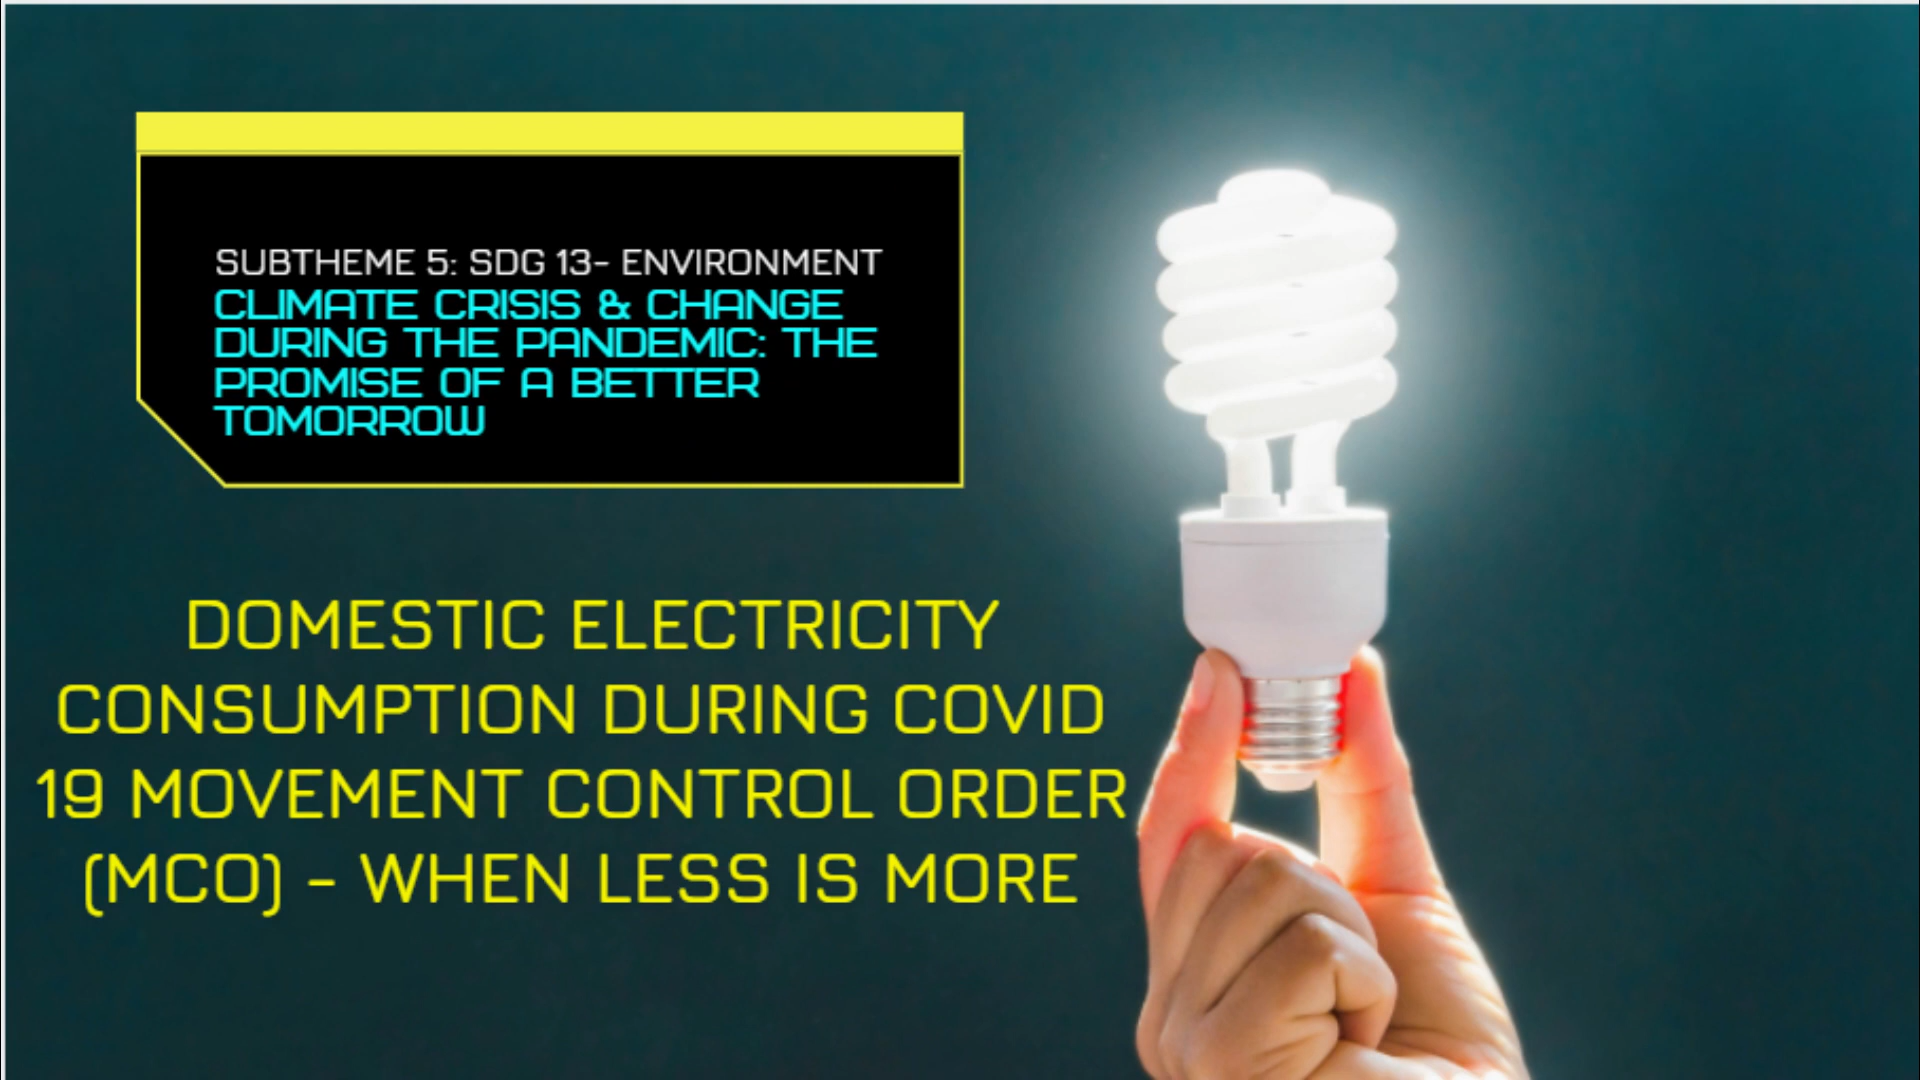 SUBTHEME 5: SDG 13- ENVIRONMENT
CLIMATE CRISIS & CHANGE
DURING THE PANDEMIC: THE
PROMISE OF A BETTER
TOMORROW
DOMESTIC ELECTRICITY
CONSUMPTION DURING COVID
19 MOVEMENT CONTROL ORDER
(MCO) - WHEN LESS IS MORE